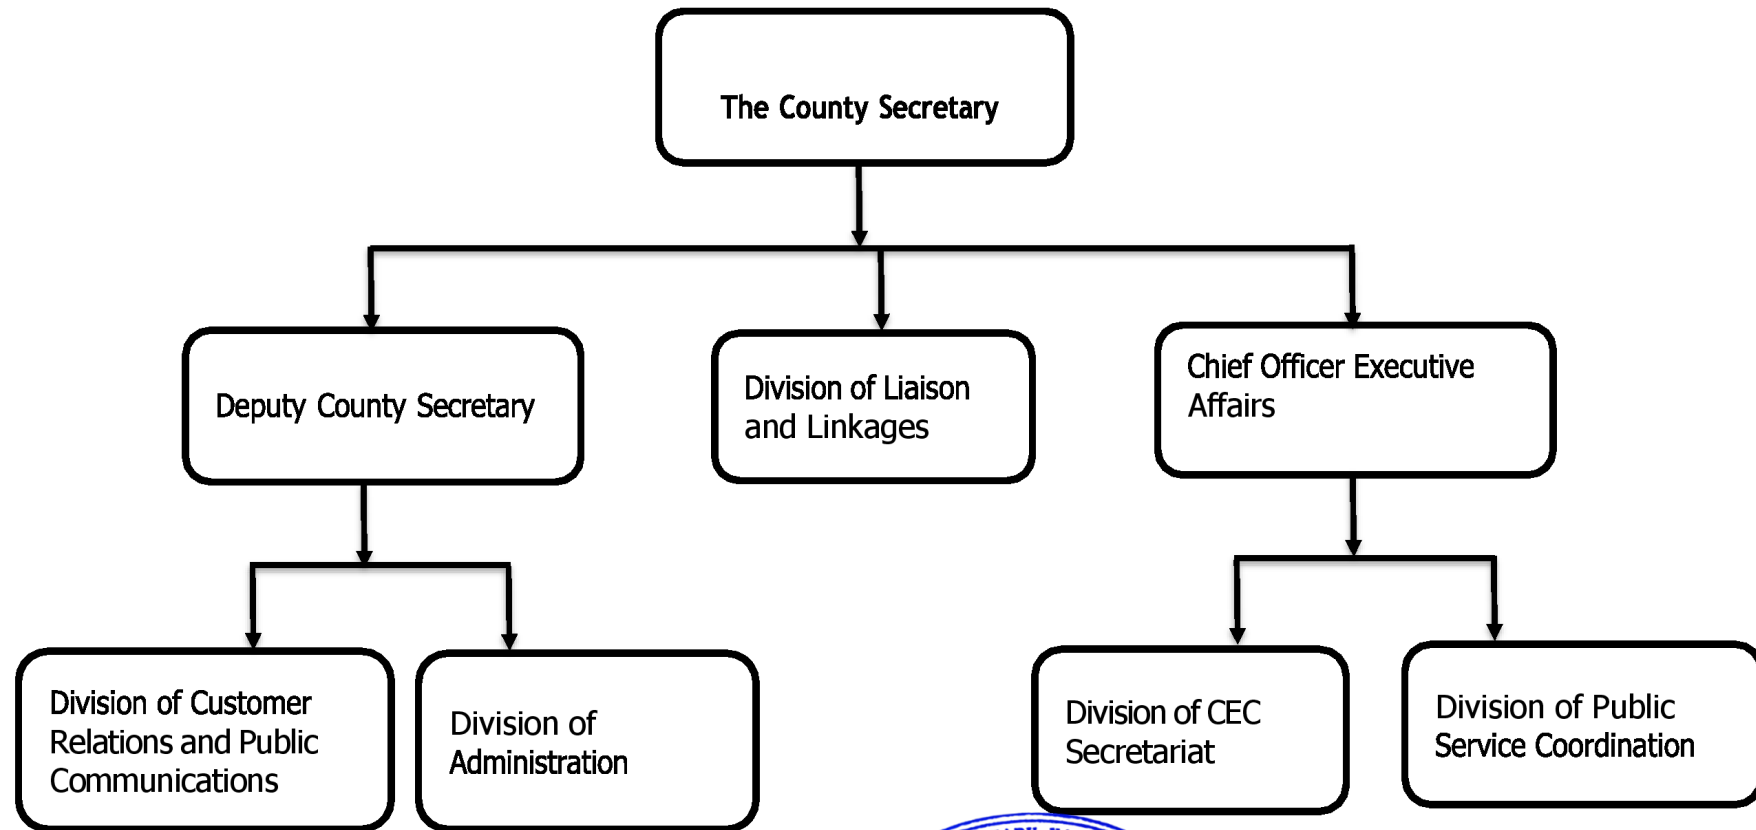 The County Secretary
Deputy County Secretary
Division of Liaison
and Linkages
Chief Officer Executive
Affairs
Division of Customer
Relations and Public
Communications
Division of
Administration
Division of CEC
Secretariat
Division of Public
Service Coordination